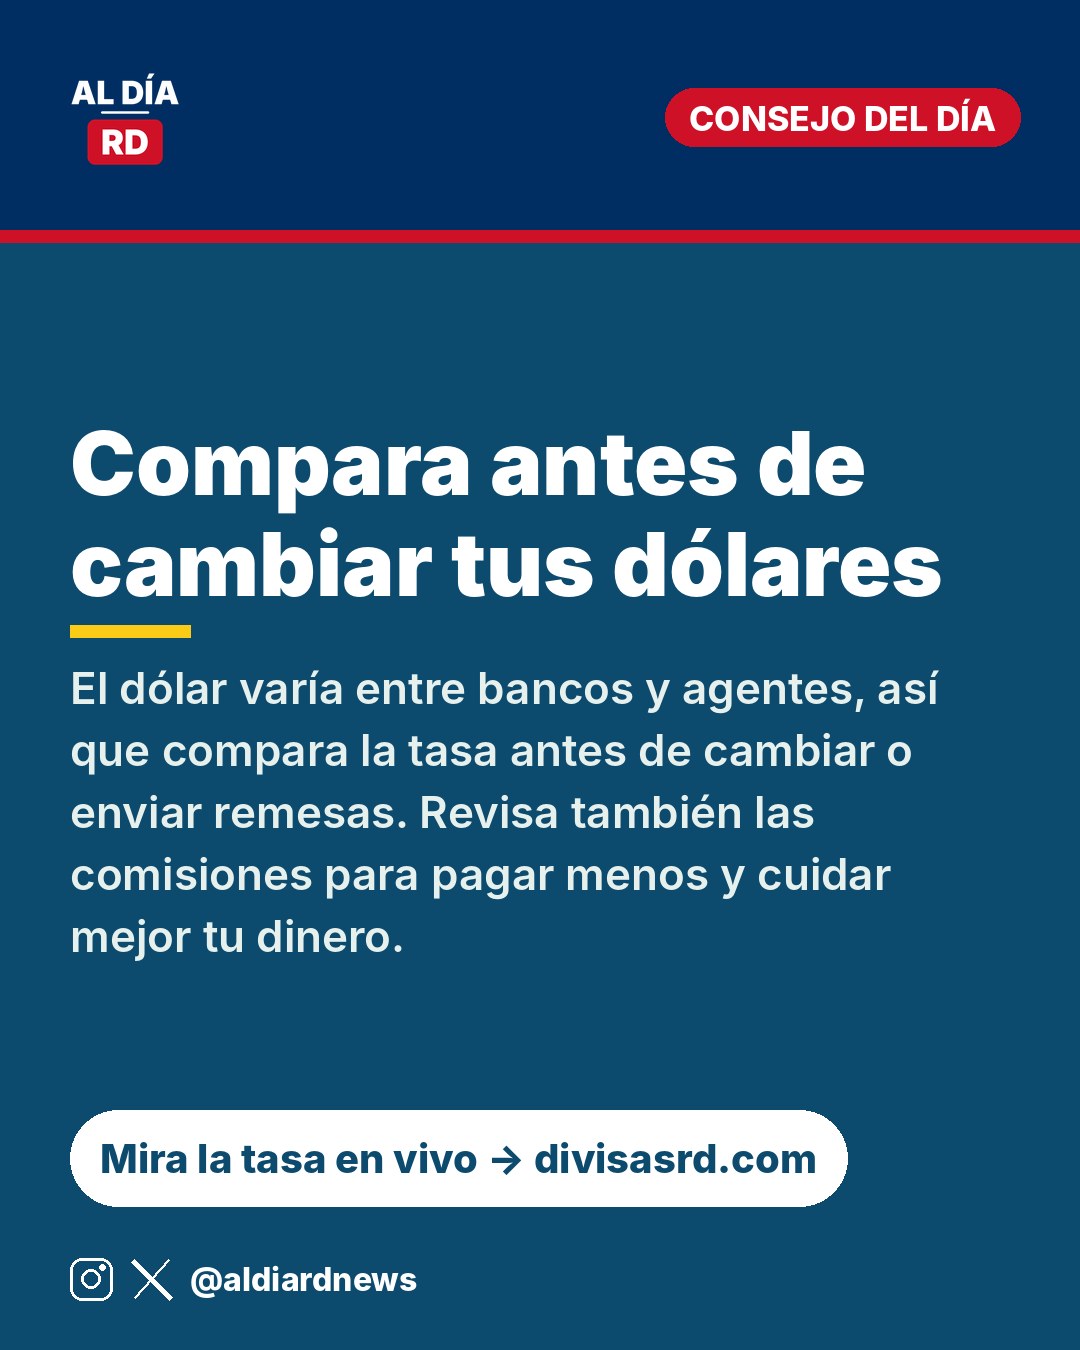 AL DÍA
RD
CONSEJO DEL DÍA
Compara antes de
cambiar tus dólares
El dólar varía entre bancos y agentes, así
que compara la tasa antes de cambiar o
enviar remesas. Revisa también las
comisiones para pagar menos y cuidar
mejor tu dinero.
Mira la tasa en vivo → divisasrd.com
@aldiardnews